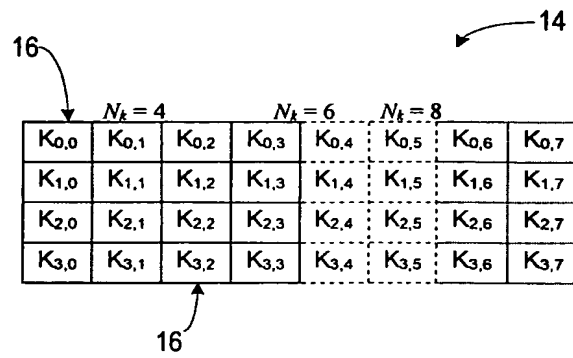 14
16
Nk = 4 Nk = 6 Nk = 8
K0,0 K0,1 K0,2 K0,3 K0,4 K0,5 K0,6 K0,7
K1,0 K1,1 K1,2 K1,3 K1,4 K1,5 K1,6 K1,7
K2,0 K2,1 K2,2 K2,3 K2,4 K2,5 K2,6 K2,7
K3,0 K3,1 K3,2 K3,3 K3,4 K3,5 K3,6 K3,7
16